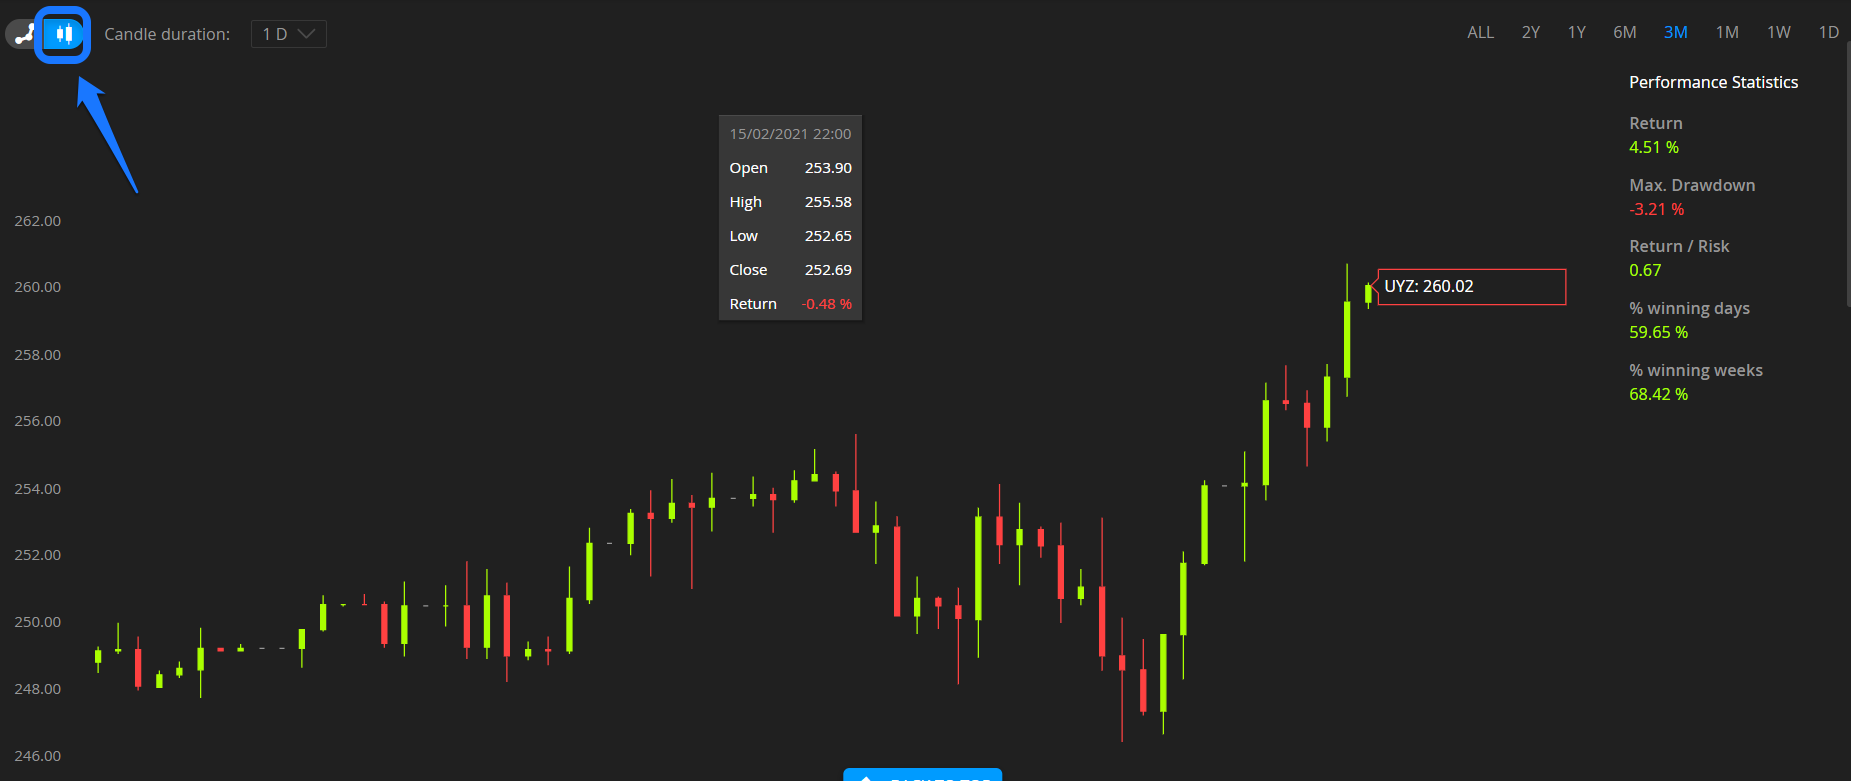 Candle duration: 1 D
ALL 2Y 1Y 6M 3M 1M 1W 1D
Performance Statistics
Return
4.51 %
Max. Drawdown
-3.21 %
Return / Risk
0.67
% winning days
59.65 %
% winning weeks
68.42 %
15/02/2021 22:00
Open 253.90
High 255.58
Low 252.65
Close 252.69
Return -0.48 %
UYZ: 260.02
262.00
260.00
258.00
256.00
254.00
252.00
250.00
248.00
246.00